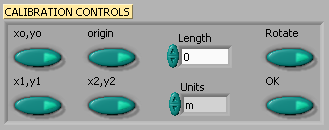 CALIBRATION CONTROLS
xo,yo
origin
Length
Rotate
0
x1,y1
x2,y2
Units
OK
m